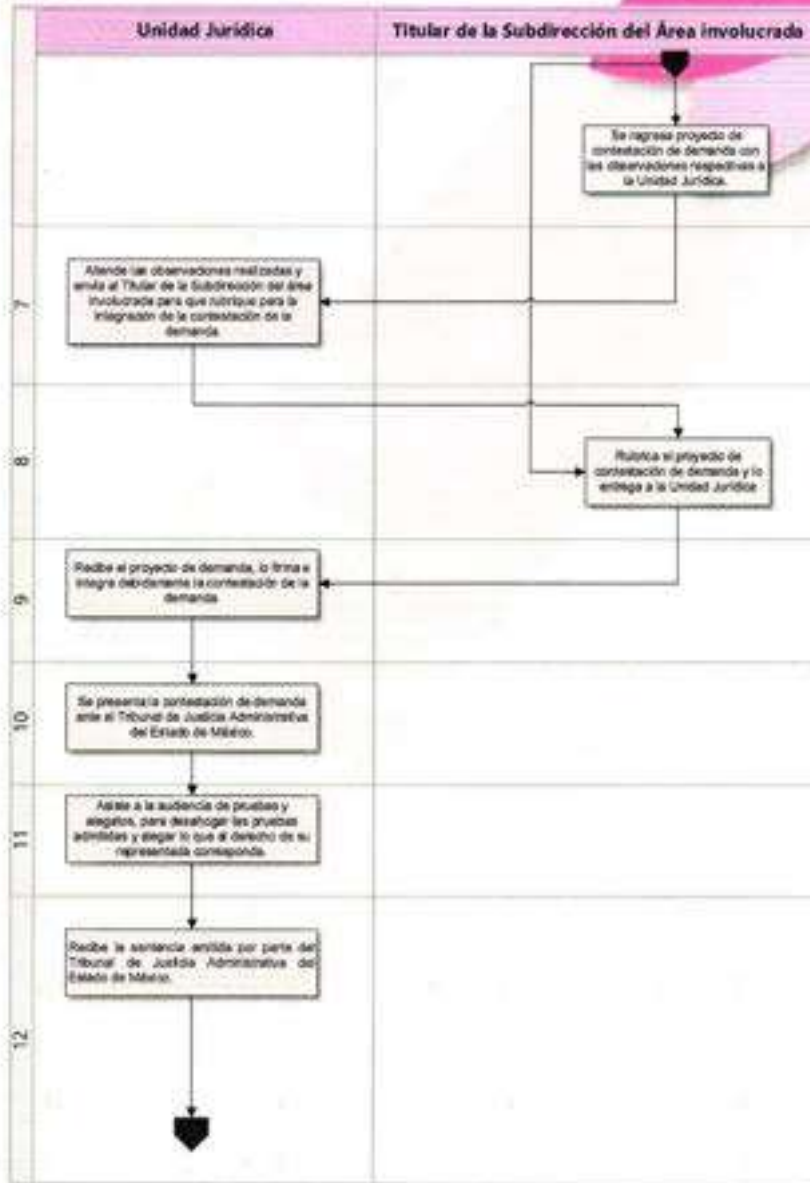 Unidad Jurídica
Titular de la Subdirección del Área involucrada
Se regresa proyecto de
contestación de demanda con
las observaciones respectivas a
la Unidad Jurídica.
7
Atiende las observaciones realizadas y
envía al Titular de la Subdirección del área
involucrada para que rubrique para la
integración de la contestación de la
demanda.
8
Rubrica el proyecto de
contestación de demanda y lo
entrega a la Unidad Jurídica
9
Recibe el proyecto de demanda, lo firma e
integra debidamente la contestación de la
demanda.
10
Se presenta la contestación de demanda
ante el Tribunal de Justicia Administrativa
del Estado de México.
11
Asiste a la audiencia de pruebas y
alegatos, para desahogar las pruebas
admitidas y alegar lo que al derecho de su
representada corresponda.
12
Recibe la sentencia emitida por parte del
Tribunal de Justicia Administrativa del
Estado de México.